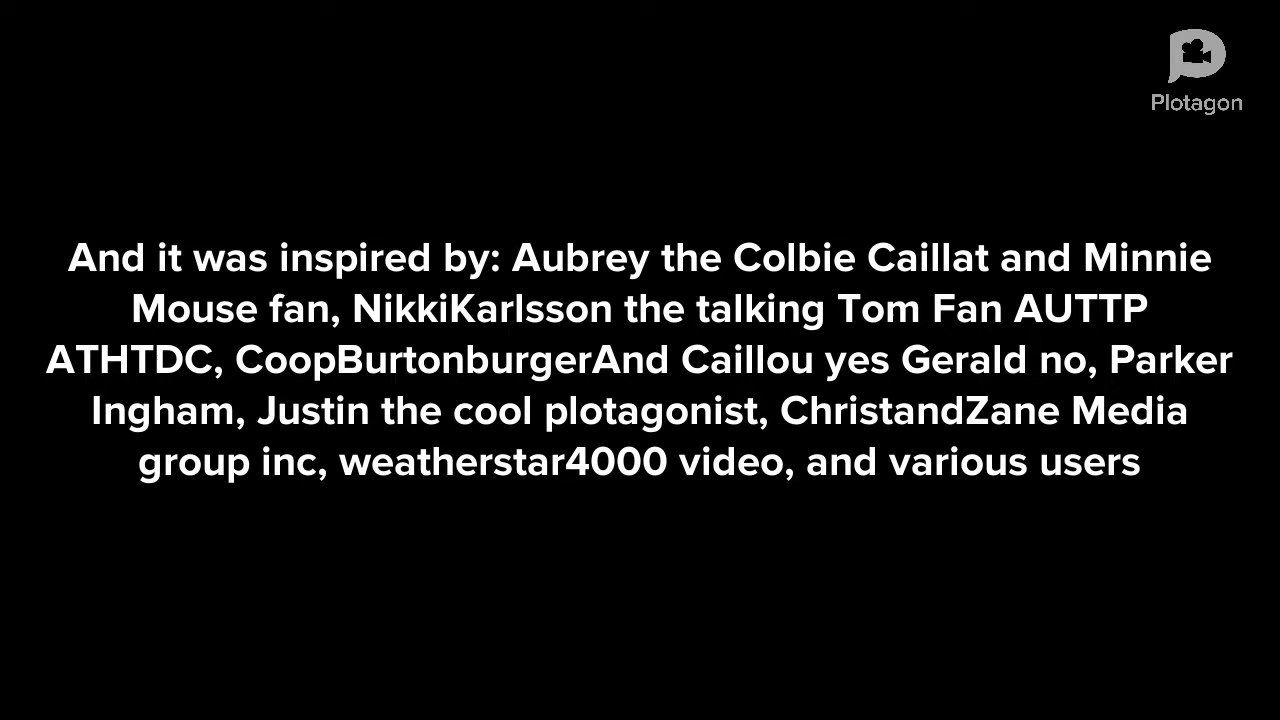 Plotagon
And it was inspired by: Aubrey the Colbie Caillat and Minnie
Mouse fan, NikkiKarlsson the talking Tom Fan AUTTP
ATHTDC, CoopBurtonburgerAnd Caillou yes Gerald no, Parker
Ingham, Justin the cool plotagonist, ChristandZane Media
group inc, weatherstar4000 video, and various users